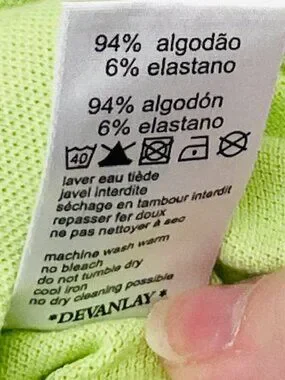 94% algodão
6% elastano
94% algodón
6% elastano
40
laver eau tiède
javel interdite
séchage en tambour interdit
repasser fer doux
ne pas nettoyer à sec
machine wash warm
no bleach
do not tumble dry
cool iron
no dry cleaning possible
*DEVANLAY*